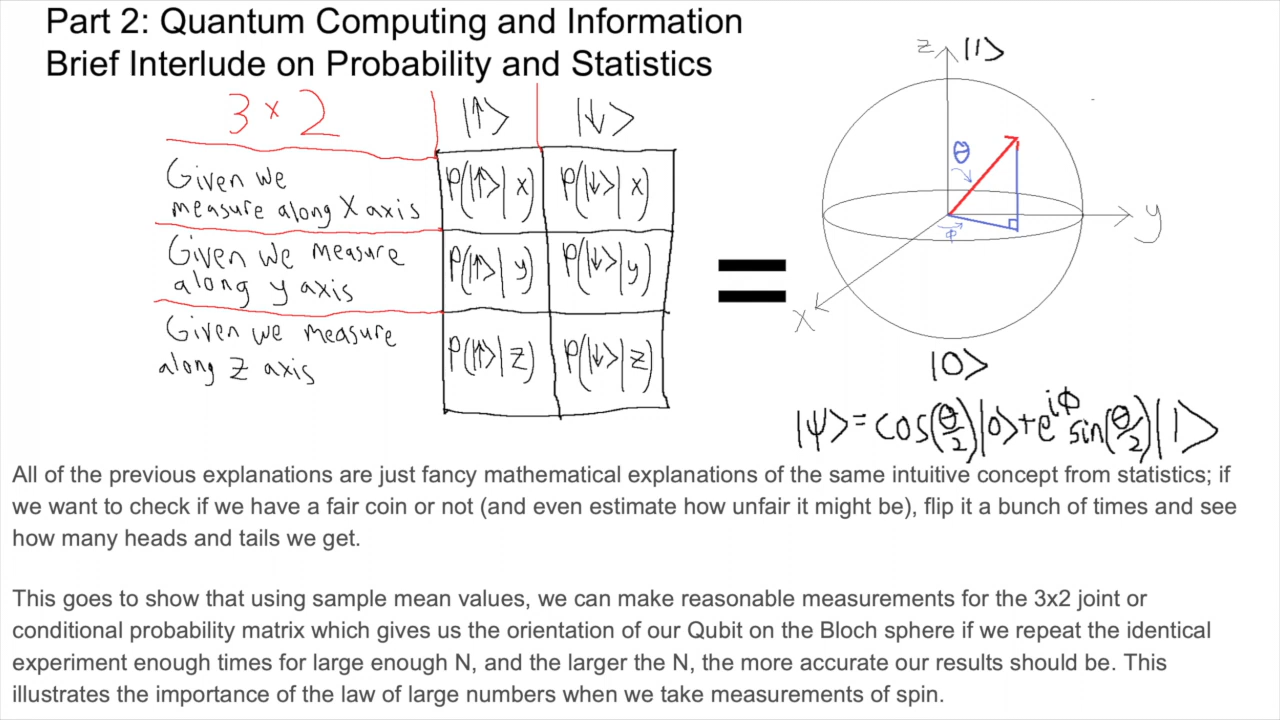 Part 2: Quantum Computing and Information
Brief Interlude on Probability and Statistics
3 × 2
|↑⟩ |↓⟩
Given we
measure along X axis
P(|↑⟩|x) P(|↓⟩|x)
Given we measure
along y axis
P(|↑⟩|y) P(|↓⟩|y)
Given we measure
along z axis
P(|↑⟩|z) P(|↓⟩|z)
=
z |1⟩
θ
ϕ
y
x
|0⟩
|ψ⟩=cos(θ/2)|0⟩+e^{iϕ}sin(θ/2)|1⟩
All of the previous explanations are just fancy mathematical explanations of the same intuitive concept from statistics; if
we want to check if we have a fair coin or not (and even estimate how unfair it might be), flip it a bunch of times and see
how many heads and tails we get.
This goes to show that using sample mean values, we can make reasonable measurements for the 3x2 joint or
conditional probability matrix which gives us the orientation of our Qubit on the Bloch sphere if we repeat the identical
experiment enough times for large enough N, and the larger the N, the more accurate our results should be. This
illustrates the importance of the law of large numbers when we take measurements of spin.